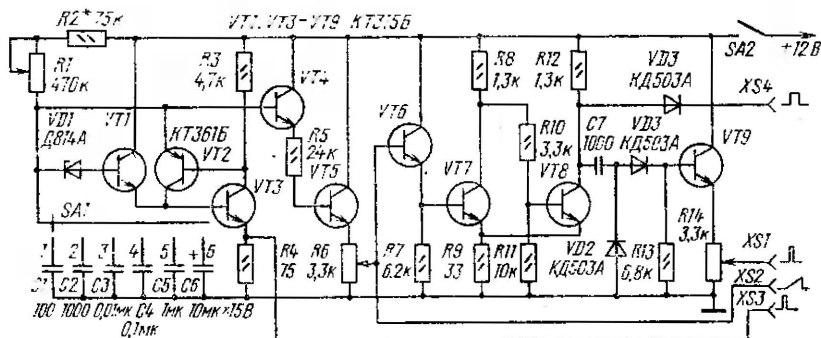 R2* 75к
VT1, VT3-VT9 КТ315Б
SA2
+12В
R1
470к
R3
4,7к
VT4
R8
1,3к
R12
1,3к
VD3
КД503А
XS4
VD1
Д814А
VT1
КТ361Б
VT2
R5
24к
VT6
R10
3,3к
C7
1000
VD3
КД503А
VT9
VT3
VT5
VT7
VT8
SA1
R14
3,3к
1
2
3
4
5
+ 6
R4
75
R6
3,3к
R7
6,2к
R9
33
R11
10к
VD2
КД503А
R13
6,8к
XS1
XS2
XS3
C1
C2
C3
C4
C5
C6
100
1000
0,01мк
0,1мк
1мк
10мк×15В